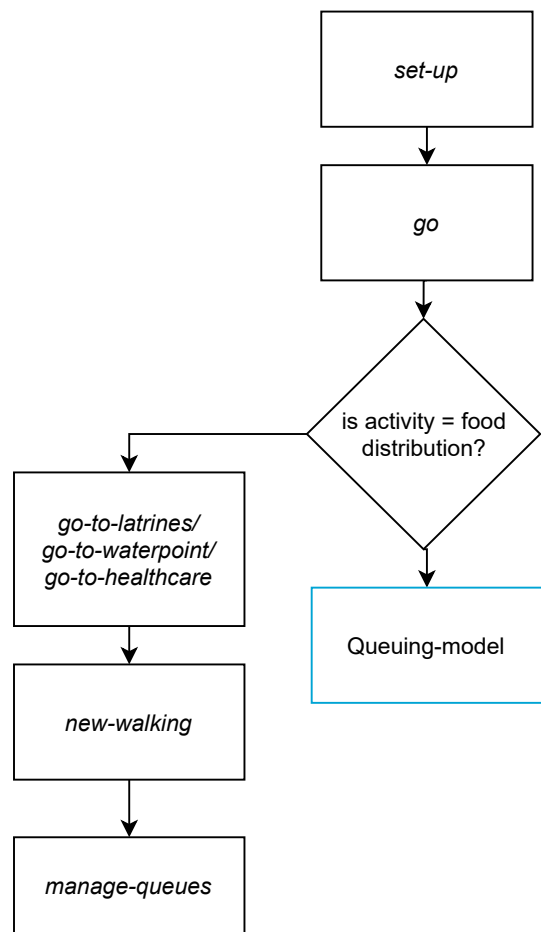 set-up
go
is activity = food
distribution?
go-to-latrines/
go-to-waterpoint/
go-to-healthcare
Queuing-model
new-walking
manage-queues